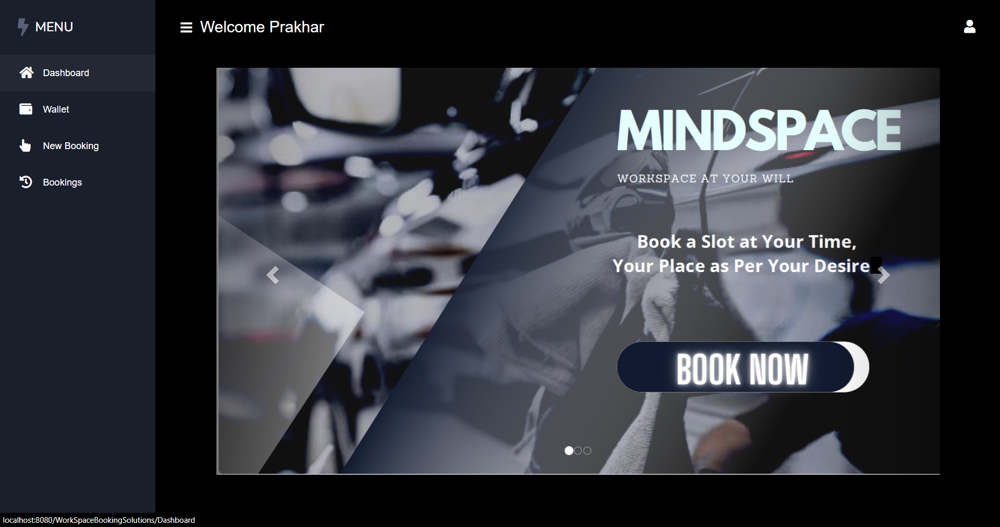 MENU
Welcome Prakhar
Dashboard
Wallet
New Booking
Bookings
MINDSPACE
WORKSPACE AT YOUR WILL
Book a Slot at Your Time,
Your Place as Per Your Desire
BOOK NOW
localhost:8080/WorkSpaceBookingSolutions/Dashboard